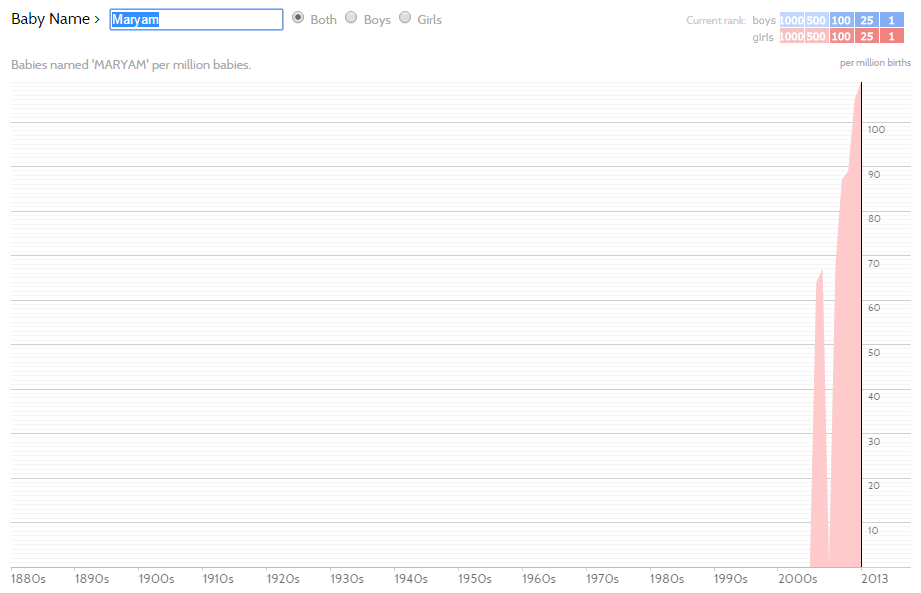 Baby Name > Maryam Both Boys Girls
Current rank: boys 1000 500 100 25 1
girls 1000 500 100 25 1
Babies named 'MARYAM' per million babies.
per million births
100
90
80
70
60
50
40
30
20
10
1880s 1890s 1900s 1910s 1920s 1930s 1940s 1950s 1960s 1970s 1980s 1990s 2000s 2013